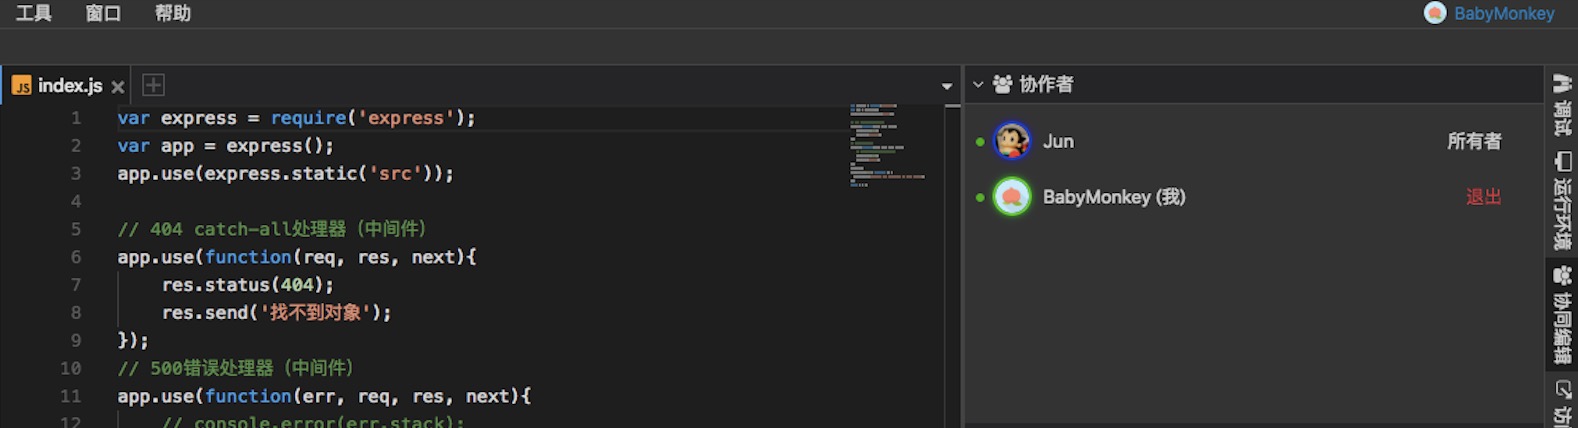 工具 窗口 帮助 BabyMonkey
index.js
1 var express = require('express');
2 var app = express();
3 app.use(express.static('src'));
4
5 // 404 catch-all处理器（中间件）
6 app.use(function(req, res, next){
7 res.status(404);
8 res.send('找不到对象');
9 });
10 // 500错误处理器（中间件）
11 app.use(function(err, req, res, next){
12 // console.error(err.stack);
协作者
Jun 所有者
BabyMonkey (我) 退出
调试
运行环境
协同编辑